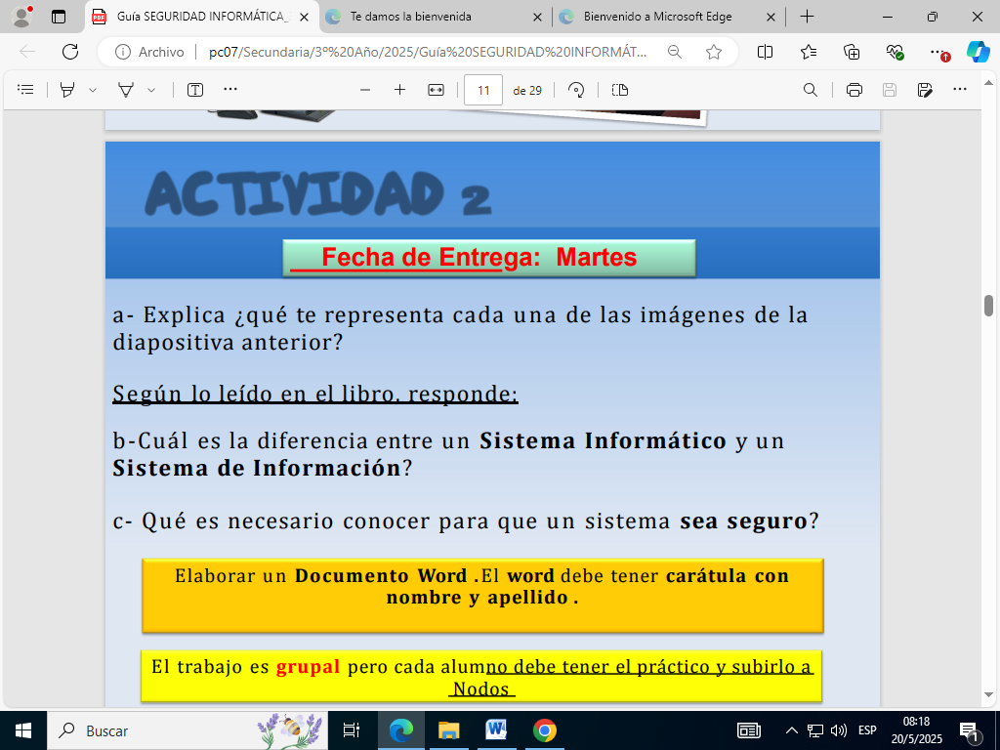 Guía SEGURIDAD INFORMÁTICA_
Te damos la bienvenida
Bienvenido a Microsoft Edge
Archivo
pc07/Secundaria/3º%20Año/2025/Guía%20SEGURIDAD%20INFORMÁT...
11 de 29
ACTIVIDAD 2
Fecha de Entrega: Martes
a- Explica ¿qué te representa cada una de las imágenes de la
diapositiva anterior?
Según lo leído en el libro, responde:
b-Cuál es la diferencia entre un Sistema Informático y un
Sistema de Información?
c- Qué es necesario conocer para que un sistema sea seguro?
Elaborar un Documento Word .El word debe tener carátula con
nombre y apellido .
El trabajo es grupal pero cada alumno debe tener el práctico y subirlo a
Nodos
Buscar
ESP
08:18
20/5/2025
1